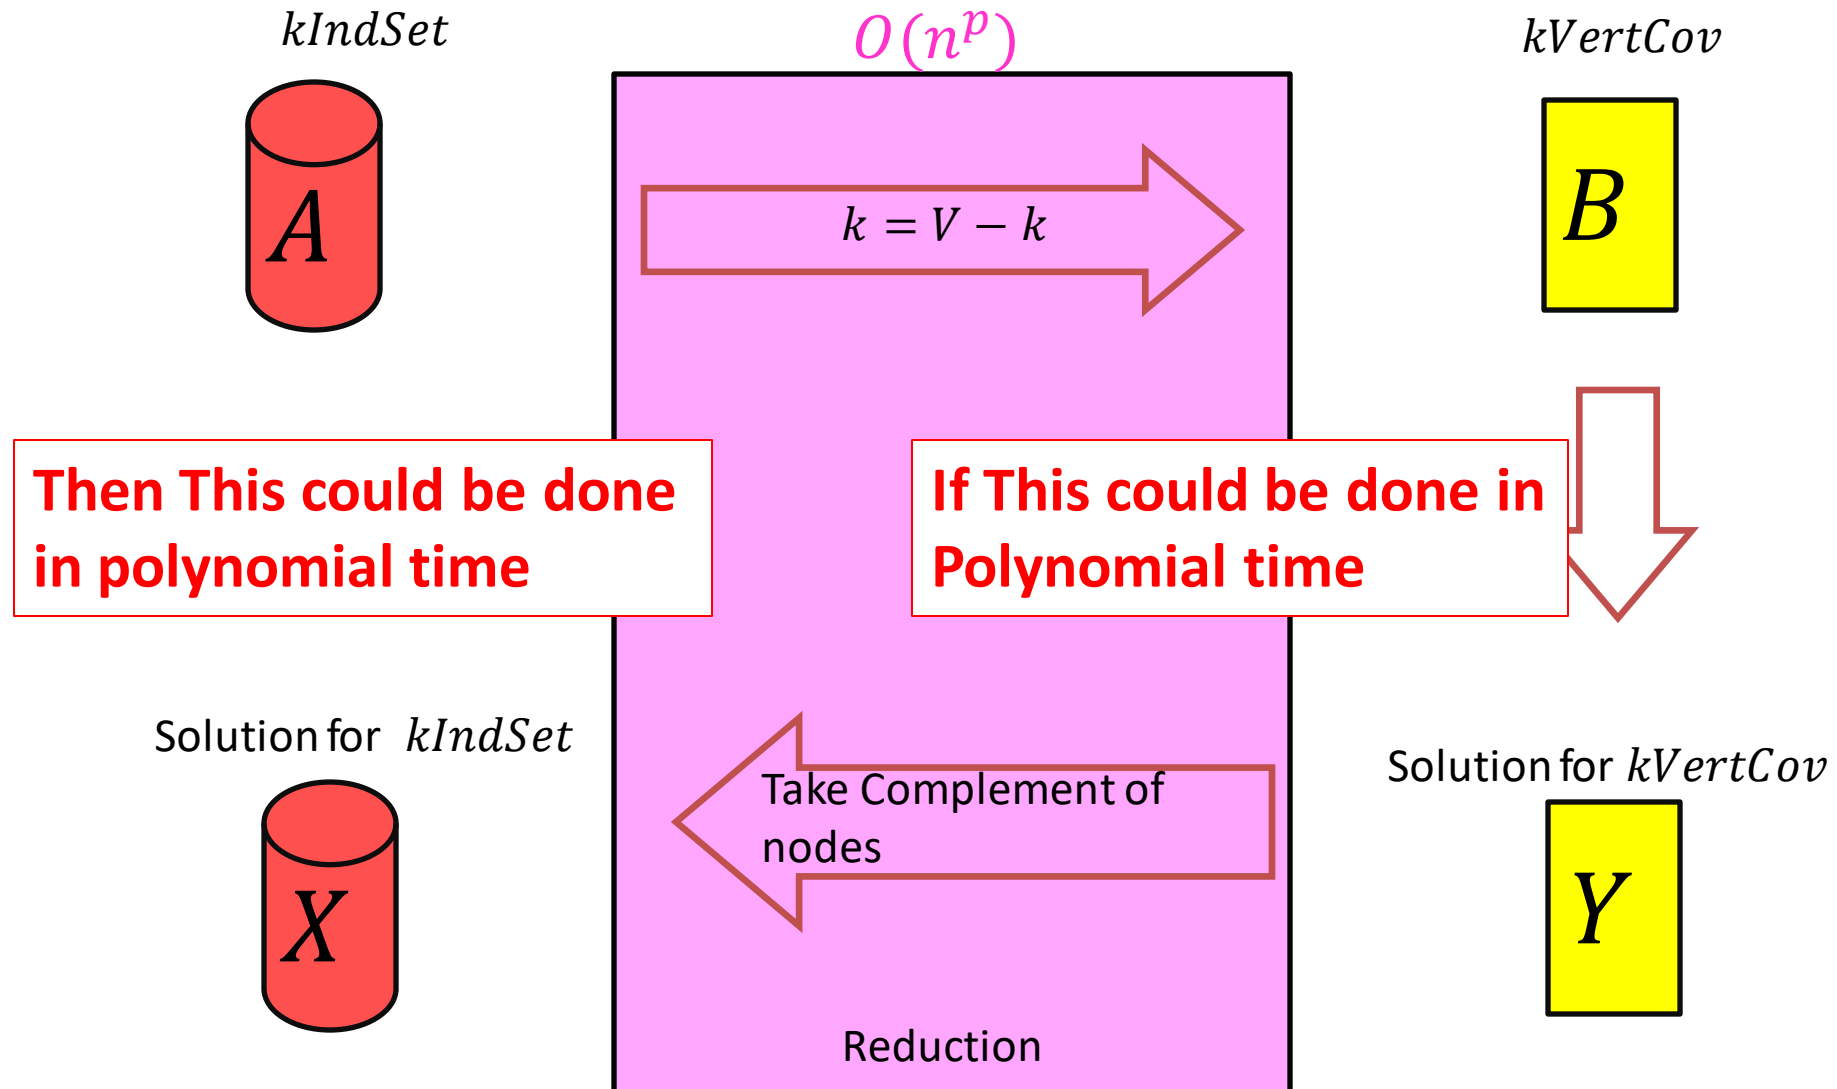 kIndSet
O(n^p)
kVertCov
A
k = V − k
B
Then This could be done
in polynomial time
If This could be done in
Polynomial time
Solution for kIndSet
Solution for kVertCov
Take Complement of
nodes
X
Y
Reduction